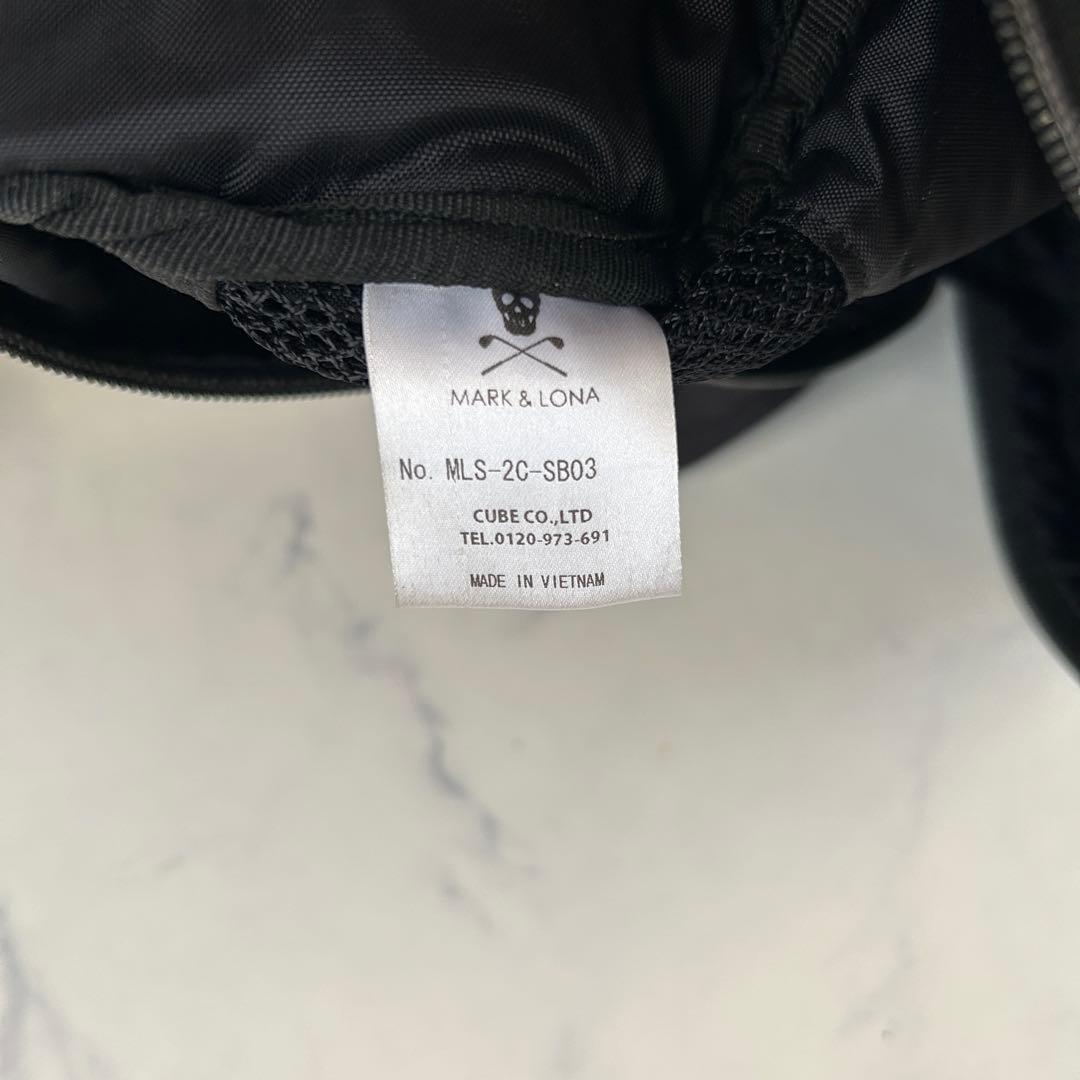 MARK & LONA
No. MLS-2C-SB03
CUBE CO.,LTD
TEL.0120-973-691
MADE IN VIETNAM